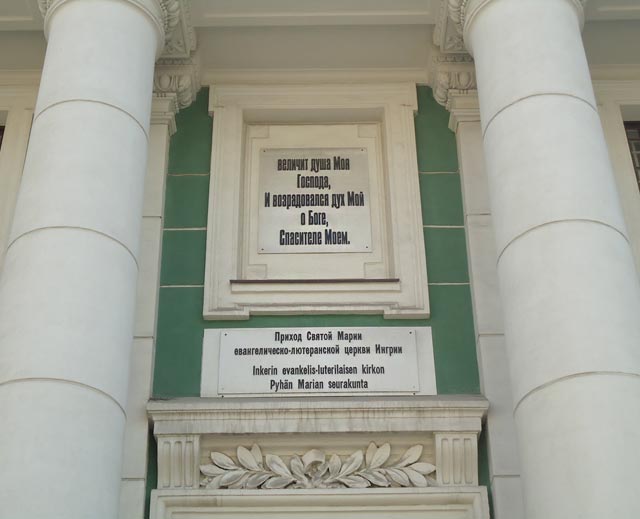 величит душа Моя
Господа,
И возрадовался дух Мой
о Боге,
Спасителе Моем.
Приход Святой Марии
евангелическо-лютеранской церкви Ингрии
Inkerin evankelis-luterilaisen kirkon
Pyhän Marian seurakunta